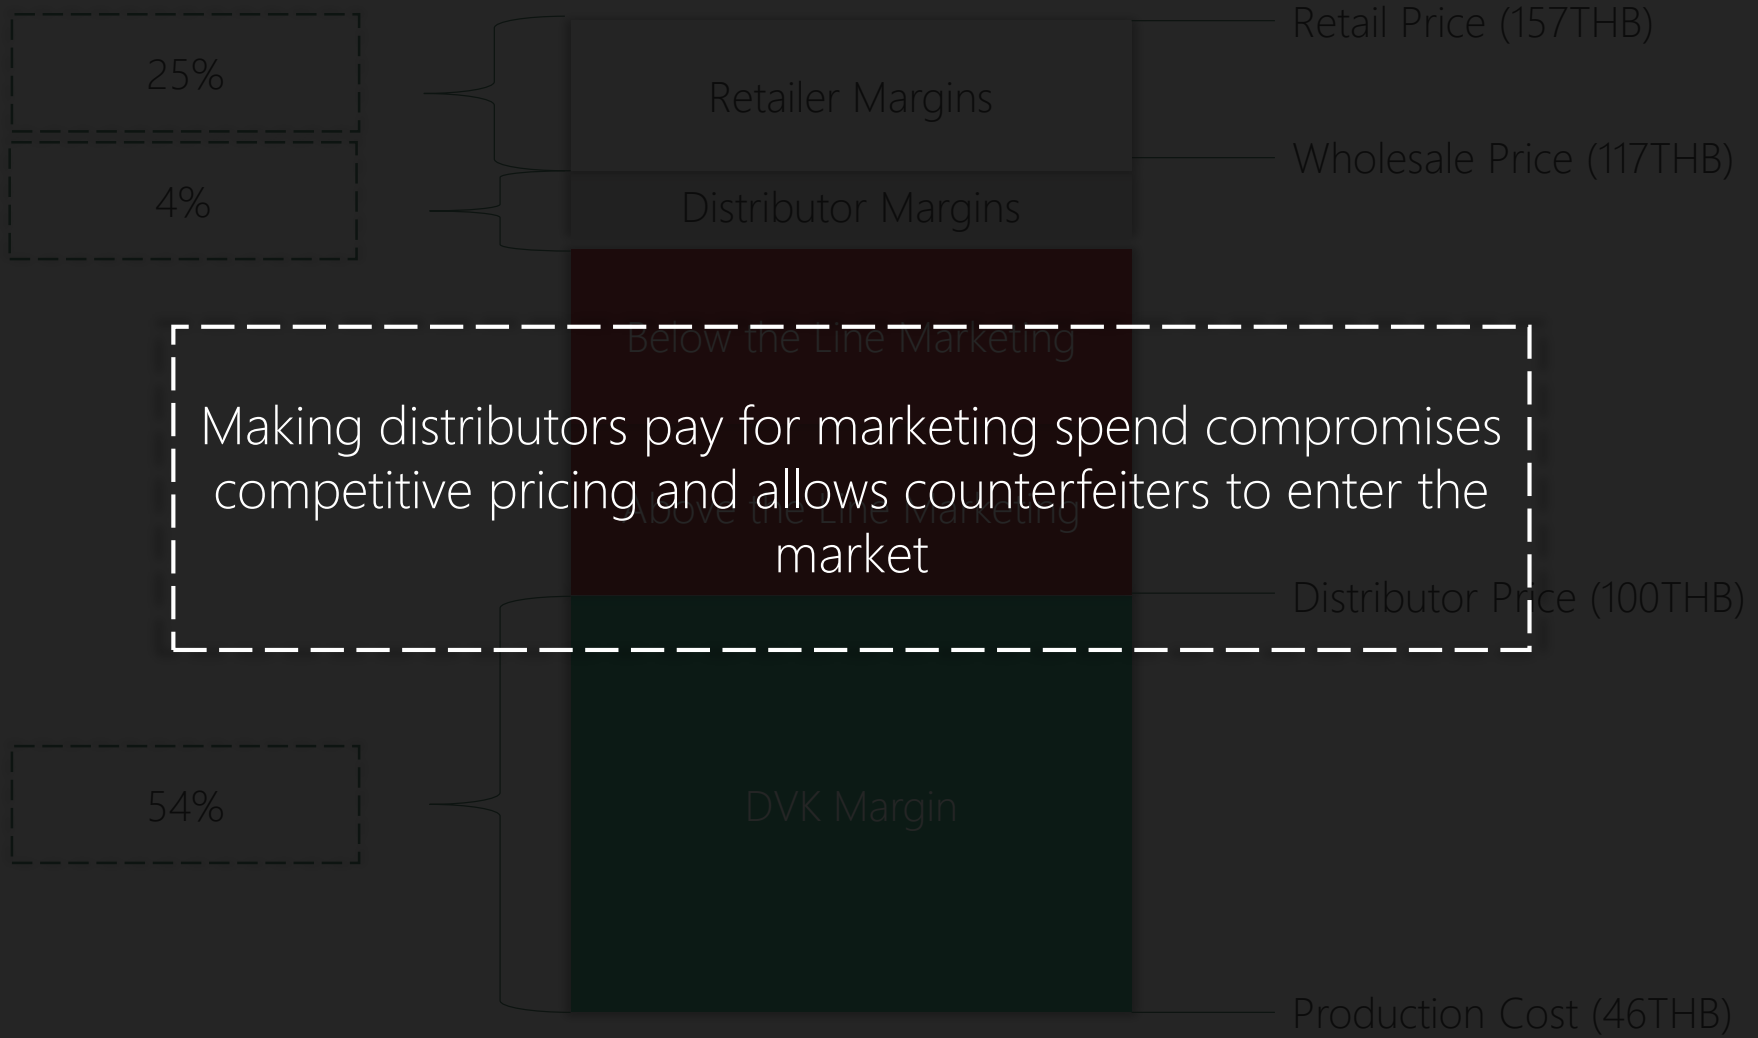 Retail Price (157THB)
25%
Retailer Margins
Wholesale Price (117THB)
4%
Distributor Margins
Below the Line Marketing
Making distributors pay for marketing spend compromises
competitive pricing and allows counterfeiters to enter the
market
Above the Line Marketing
Distributor Price (100THB)
54%
DVK Margin
Production Cost (46THB)